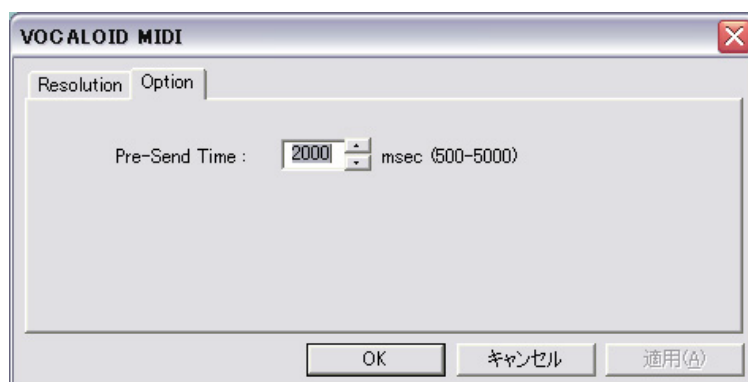 VOCALOID MIDI
Resolution Option
Pre-Send Time : 2000 msec (500-5000)
OK キャンセル 適用(A)